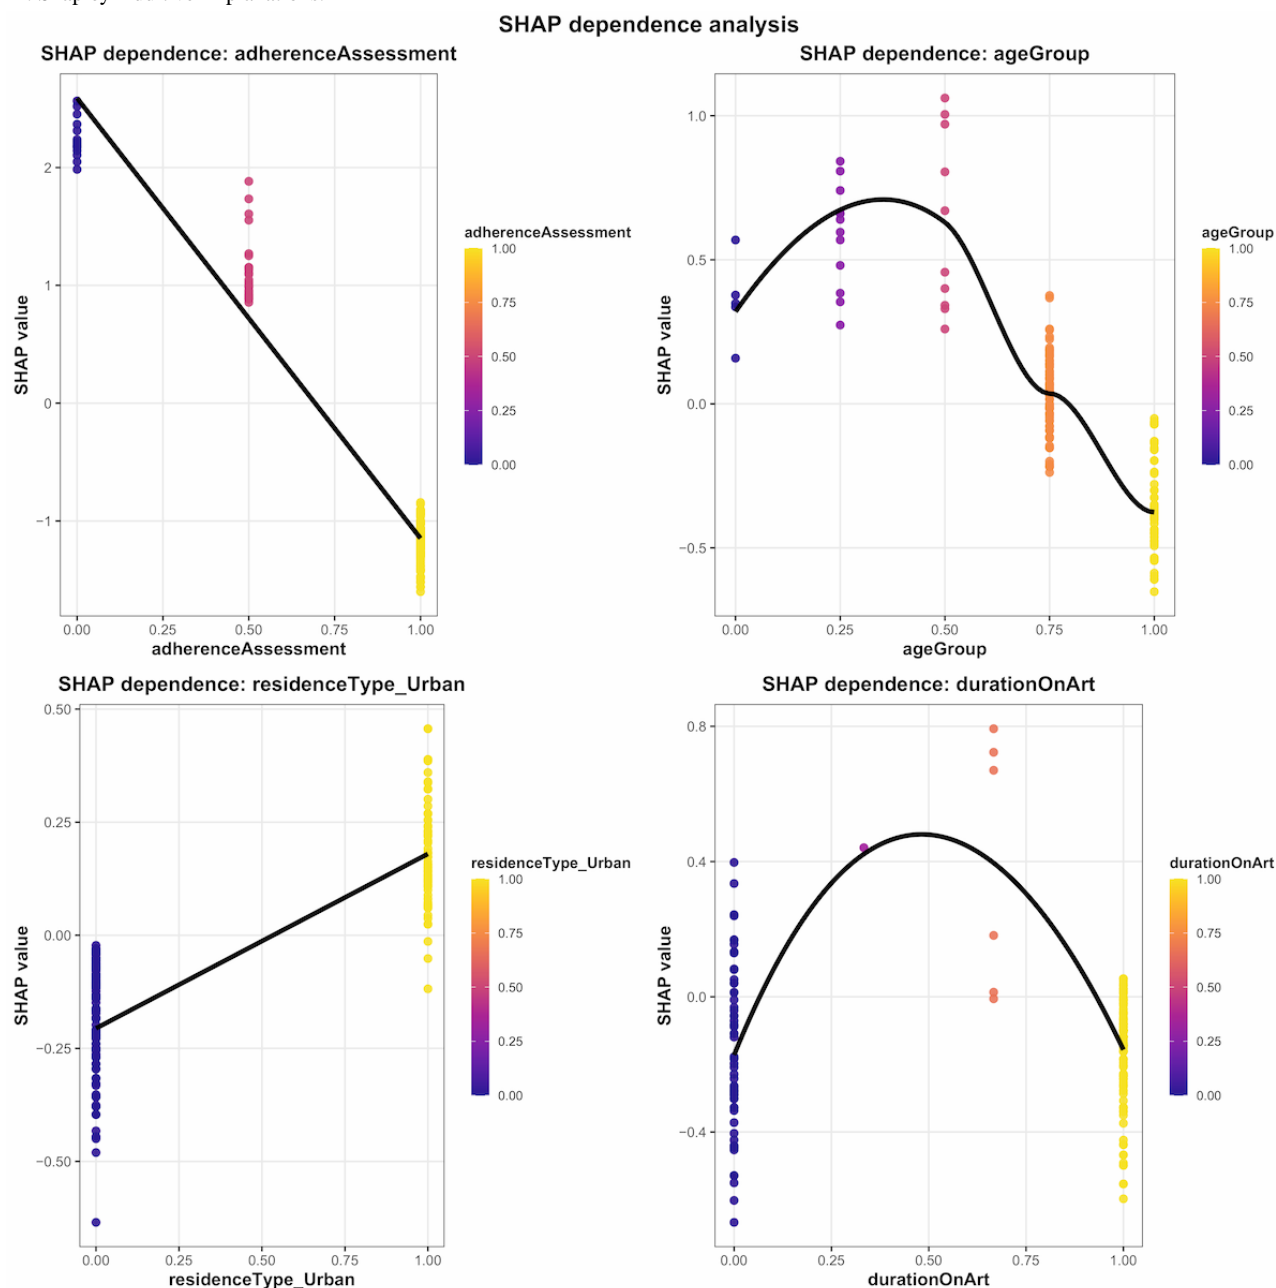 SHAP dependence analysis
SHAP dependence: adherenceAssessment
SHAP value
2
1
0
−1
0.00 0.25 0.50 0.75 1.00
adherenceAssessment
adherenceAssessment
1.00
0.75
0.50
0.25
0.00
SHAP dependence: ageGroup
SHAP value
1.0
0.5
0.0
−0.5
0.00 0.25 0.50 0.75 1.00
ageGroup
ageGroup
1.00
0.75
0.50
0.25
0.00
SHAP dependence: residenceType_Urban
SHAP value
0.50
0.25
0.00
−0.25
−0.50
0.00 0.25 0.50 0.75 1.00
residenceType_Urban
residenceType_Urban
1.00
0.75
0.50
0.25
0.00
SHAP dependence: durationOnArt
SHAP value
0.8
0.4
0.0
−0.4
0.00 0.25 0.50 0.75 1.00
durationOnArt
durationOnArt
1.00
0.75
0.50
0.25
0.00